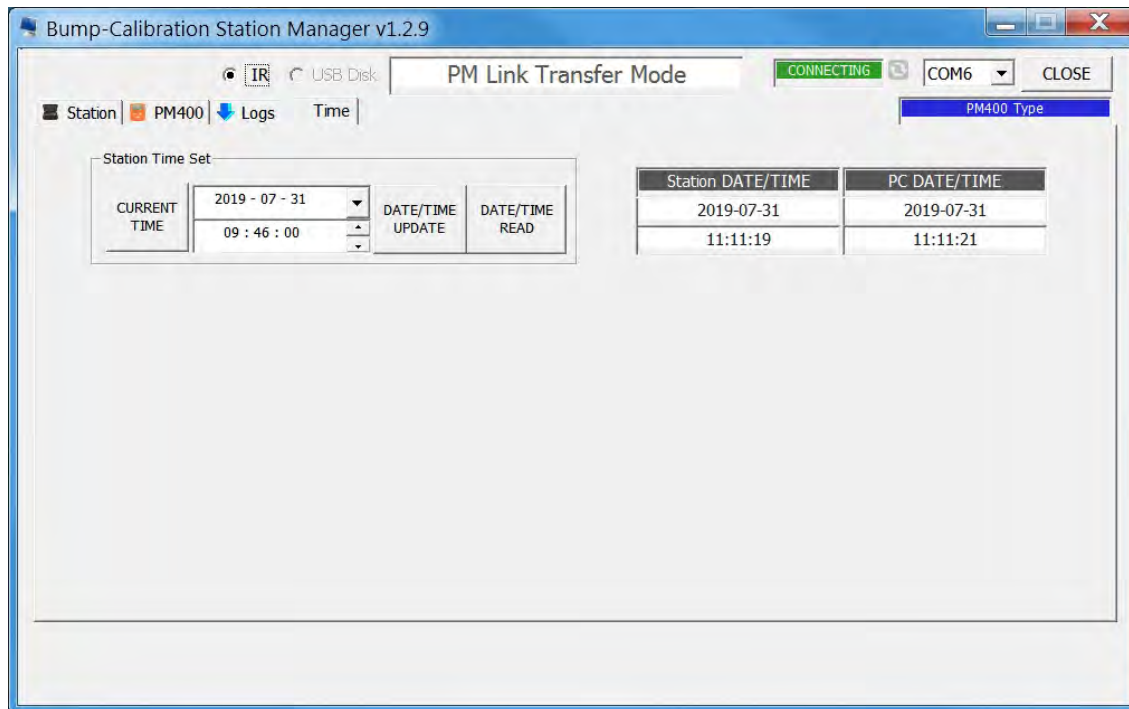 Bump-Calibration Station Manager v1.2.9
IR USB Disk PM Link Transfer Mode CONNECTING COM6 CLOSE
Station PM400 Logs Time PM400 Type
Station Time Set
CURRENT TIME
2019 - 07 - 31
09 : 46 : 00
DATE/TIME UPDATE
DATE/TIME READ
Station DATE/TIME PC DATE/TIME
2019-07-31 2019-07-31
11:11:19 11:11:21